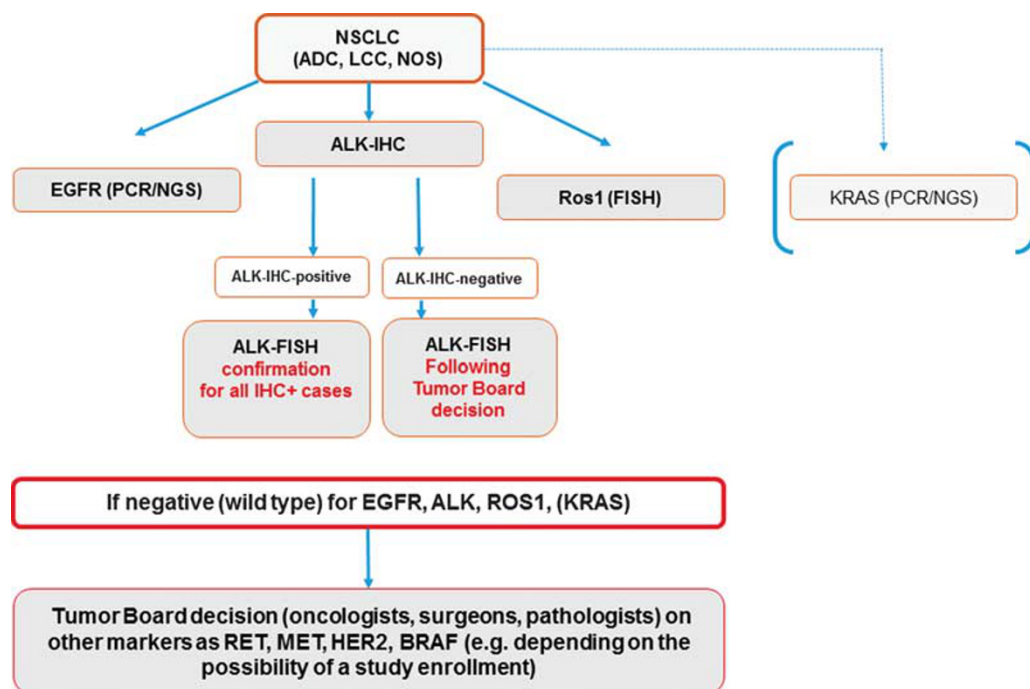 NSCLC
(ADC, LCC, NOS)
ALK-IHC
EGFR (PCR/NGS)
Ros1 (FISH)
KRAS (PCR/NGS)
ALK-IHC-positive
ALK-IHC-negative
ALK-FISH
confirmation
for all IHC+ cases
ALK-FISH
Following
Tumor Board
decision
If negative (wild type) for EGFR, ALK, ROS1, (KRAS)
Tumor Board decision (oncologists, surgeons, pathologists) on
other markers as RET, MET, HER2, BRAF (e.g. depending on the
possibility of a study enrollment)